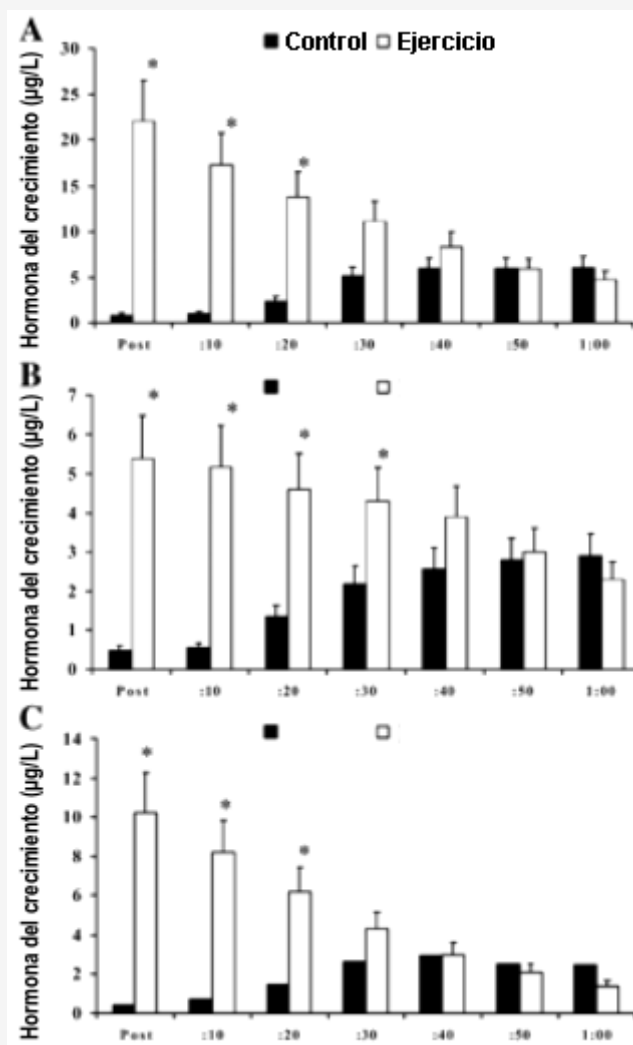 A
Control Ejercicio
Hormona del crecimiento (µg/L)
30
25
20
15
10
5
0
Post :10 :20 :30 :40 :50 1:00
B
Hormona del crecimiento (µg/L)
7
6
5
4
3
2
1
0
Post :10 :20 :30 :40 :50 1:00
C
Hormona del crecimiento (µg/L)
14
12
10
8
6
4
2
0
Post :10 :20 :30 :40 :50 1:00